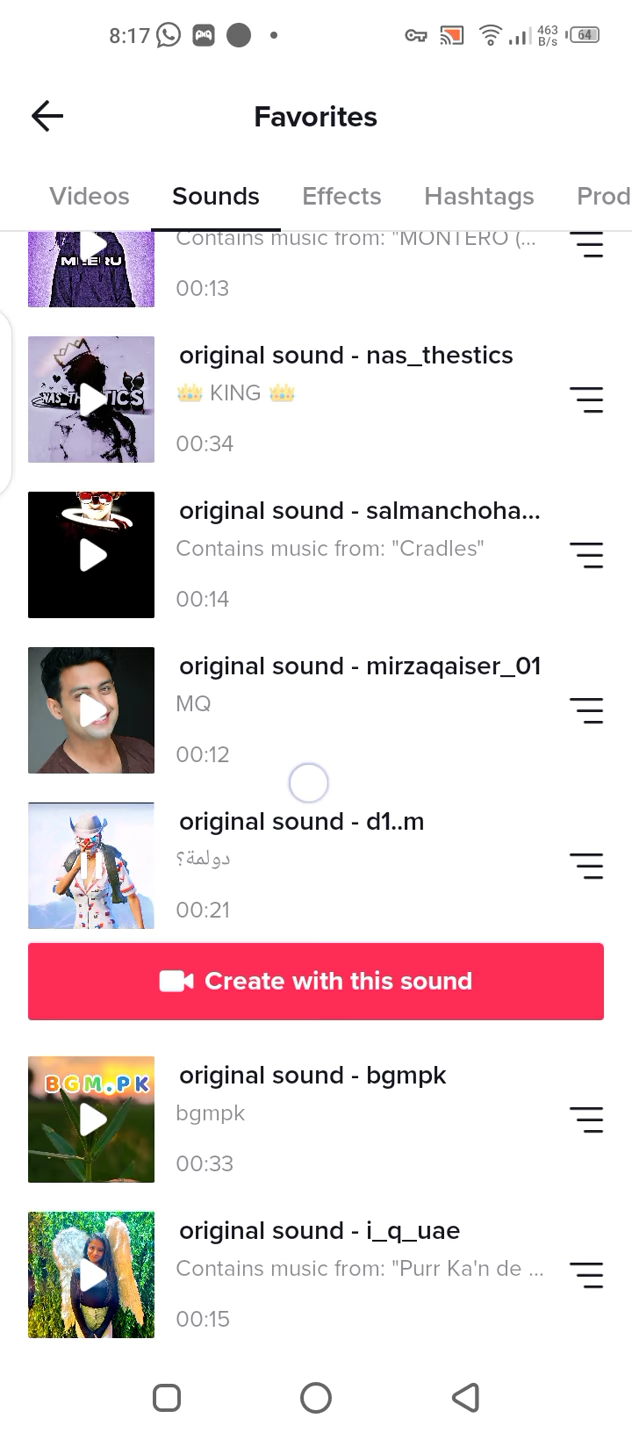 8:17
463
B/s
64
Favorites
Videos Sounds Effects Hashtags Prod
Contains music from: "MONTERO (...
00:13
original sound - nas_thestics
👑 KING 👑
00:34
original sound - salmanchoha...
Contains music from: "Cradles"
00:14
original sound - mirzaqaiser_01
MQ
00:12
original sound - d1..m
دولمة؟
00:21
Create with this sound
BGM.PK
original sound - bgmpk
bgmpk
00:33
original sound - i_q_uae
Contains music from: "Purr Ka'n de ...
00:15